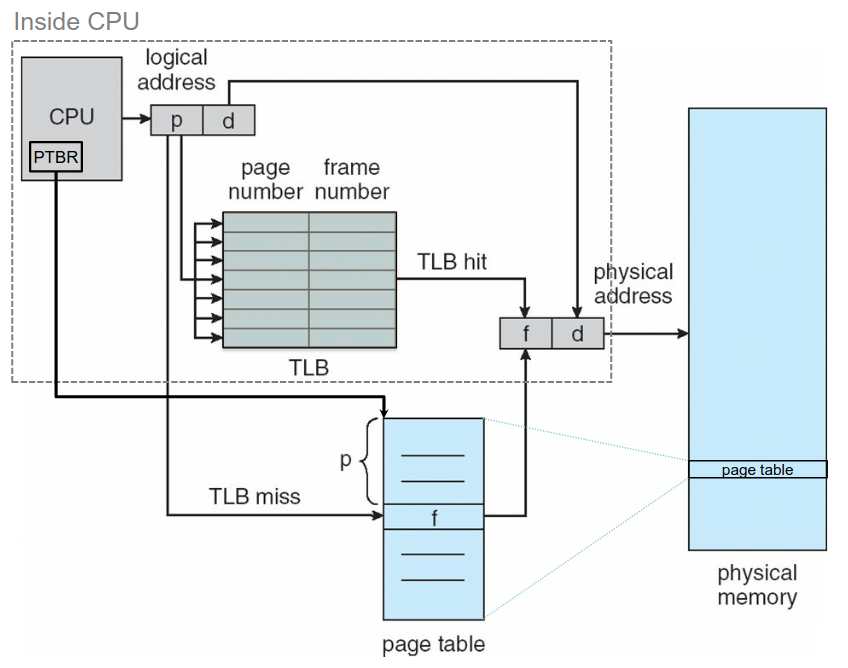 Inside CPU
logical
address
CPU
p
d
PTBR
page
number
frame
number
TLB hit
physical
address
f
d
TLB
p
page table
TLB miss
f
physical
memory
page table